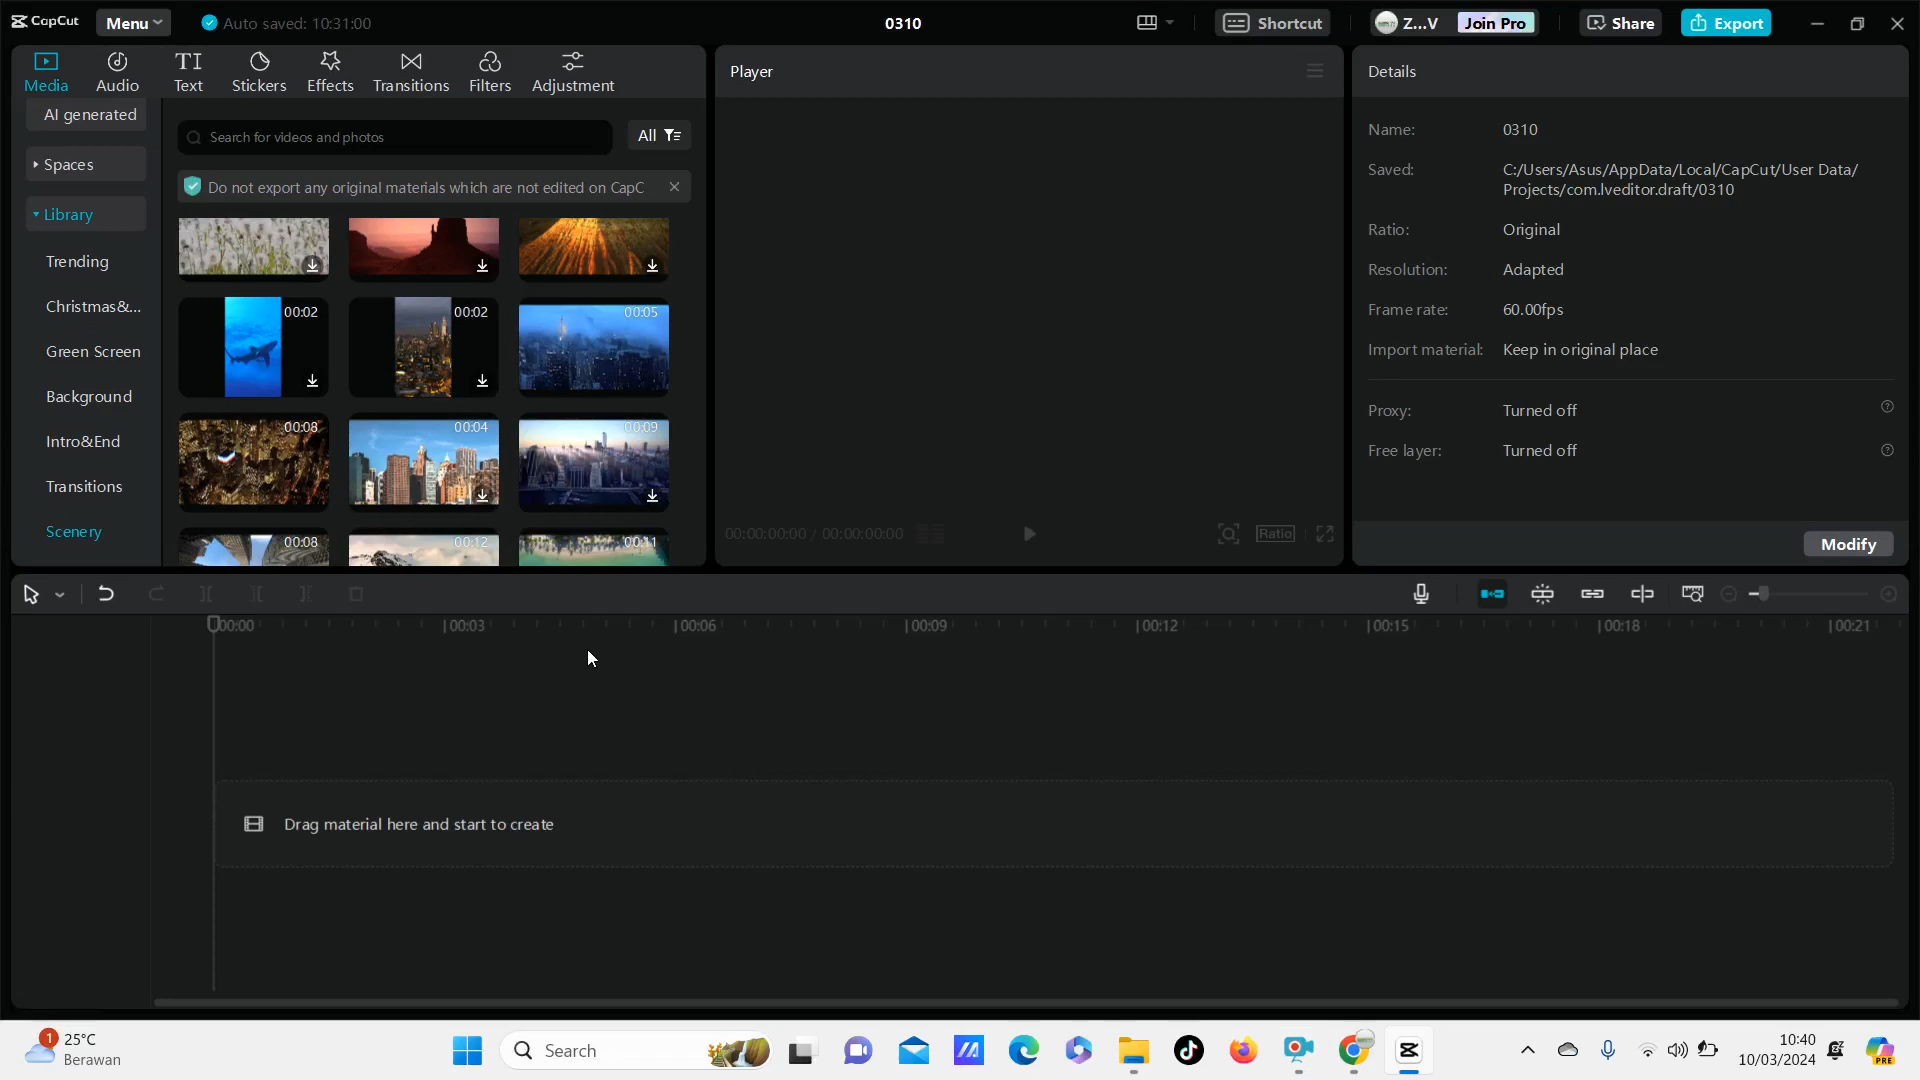 CapCut Menu Auto saved: 10:31:00 0310 Shortcut Z...V Join Pro Share Export
Media Audio Text Stickers Effects Transitions Filters Adjustment
TI
AI generated
Spaces
Library
Trending
Christmas&...
Green Screen
Background
Intro&End
Transitions
Scenery
Search for videos and photos
All
Do not export any original materials which are not edited on CapC
00:02 00:02 00:05
00:08 00:04 00:09
00:08 00:12 00:11
Player
00:00:00:00 / 00:00:00:00
Ratio
Details
Name: 0310
Saved: C:/Users/Asus/AppData/Local/CapCut/User Data/
Projects/com.lveditor.draft/0310
Ratio: Original
Resolution: Adapted
Frame rate: 60.00fps
Import material: Keep in original place
Proxy: Turned off
Free layer: Turned off
Modify
00:00 00:03 00:06 00:09 00:12 00:15 00:18 00:21
Drag material here and start to create
1
25°C
Berawan
Search
10:40
10/03/2024
PRE